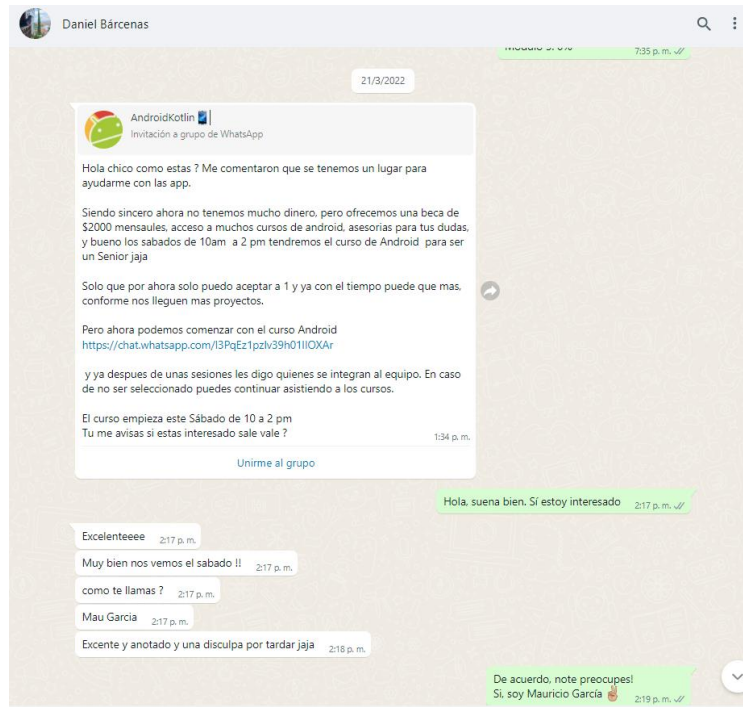 Daniel Bárcenas
7:35 p. m.
21/3/2022
AndroidKotlin
Invitación a grupo de WhatsApp
Hola chico como estas ? Me comentaron que se tenemos un lugar para
ayudarme con las app.
Siendo sincero ahora no tenemos mucho dinero, pero ofrecemos una beca de
$2000 mensaules, acceso a muchos cursos de android, asesorias para tus dudas,
y bueno los sabados de 10am a 2 pm tendremos el curso de Android para ser
un Senior jaja
Solo que por ahora solo puedo aceptar a 1 y ya con el tiempo puede que mas,
conforme nos lleguen mas proyectos.
Pero ahora podemos comenzar con el curso Android
https://chat.whatsapp.com/I3PqEz1pzIv39h01IIOXAr
y ya despues de unas sesiones les digo quienes se integran al equipo. En caso
de no ser seleccionado puedes continuar asistiendo a los cursos.
El curso empieza este Sábado de 10 a 2 pm
Tu me avisas si estas interesado sale vale ?
1:34 p. m.
Unirme al grupo
Hola, suena bien. Sí estoy interesado 2:17 p. m.
Excelenteeee 2:17 p. m.
Muy bien nos vemos el sabado !! 2:17 p. m.
como te llamas ? 2:17 p. m.
Mau Garcia 2:17 p. m.
Excente y anotado y una disculpa por tardar jaja 2:18 p. m.
De acuerdo, note preocupes!
Si, soy Mauricio García ✌🏼 2:19 p. m.